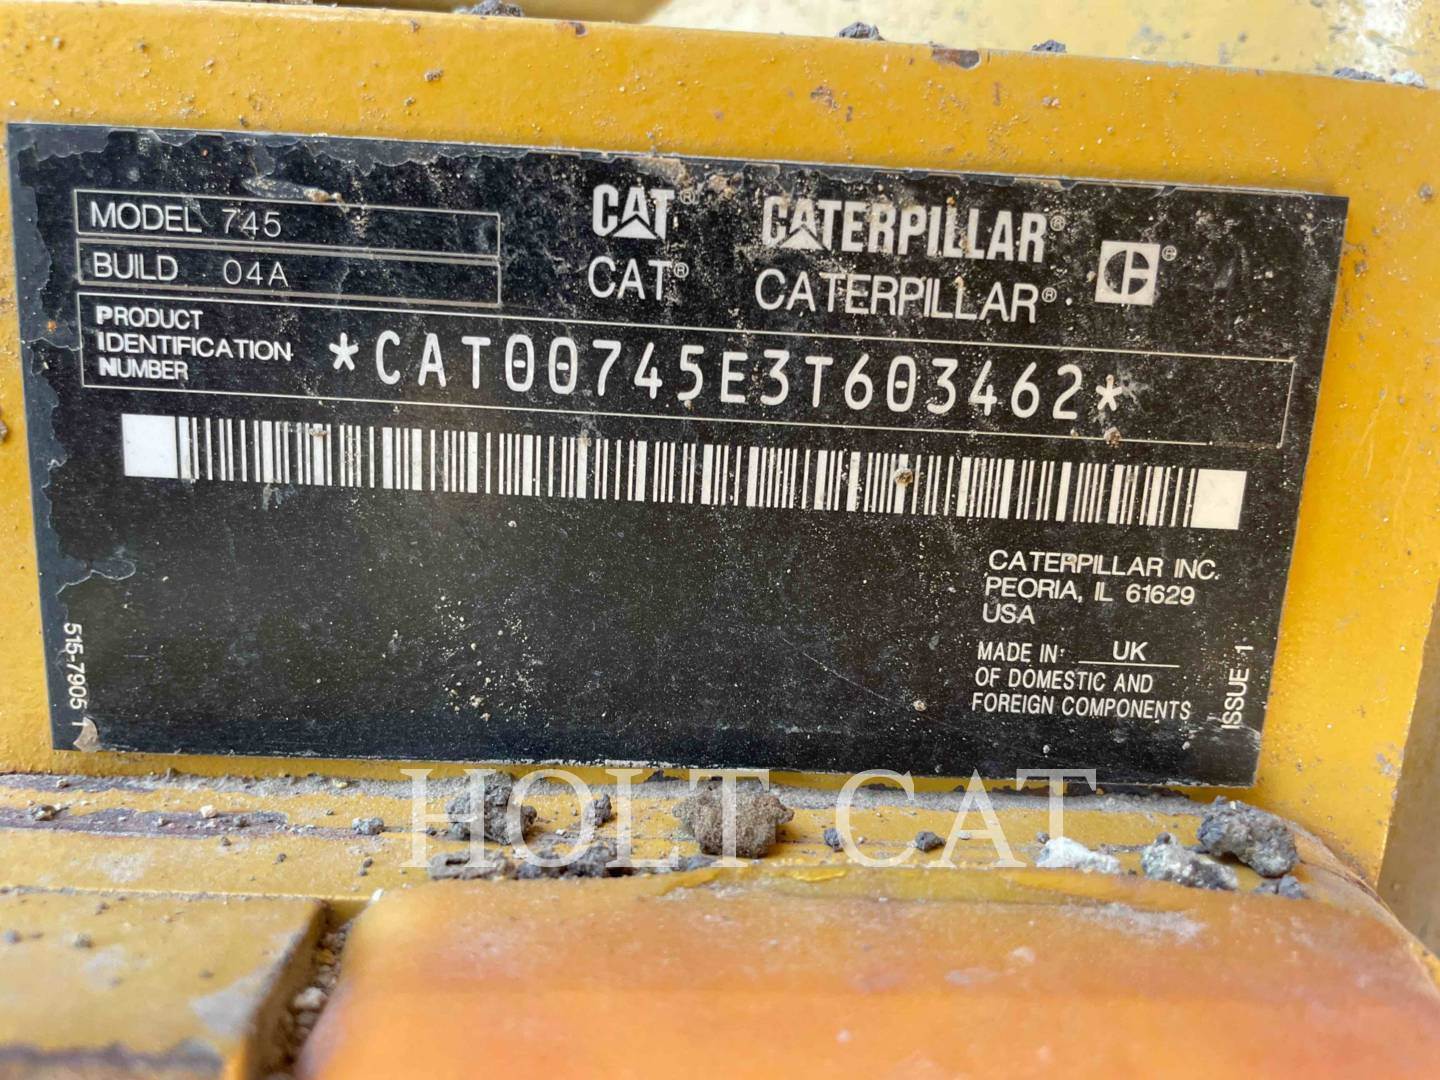 MODEL 745
BUILD 04A
CAT® CATERPILLAR®
CAT® CATERPILLAR®
PRODUCT
IDENTIFICATION
NUMBER
*CAT00745E3T603462*
CATERPILLAR INC.
PEORIA, IL 61629
USA
MADE IN: UK
OF DOMESTIC AND
FOREIGN COMPONENTS
ISSUE 1
515-7905 1
HOLT CAT